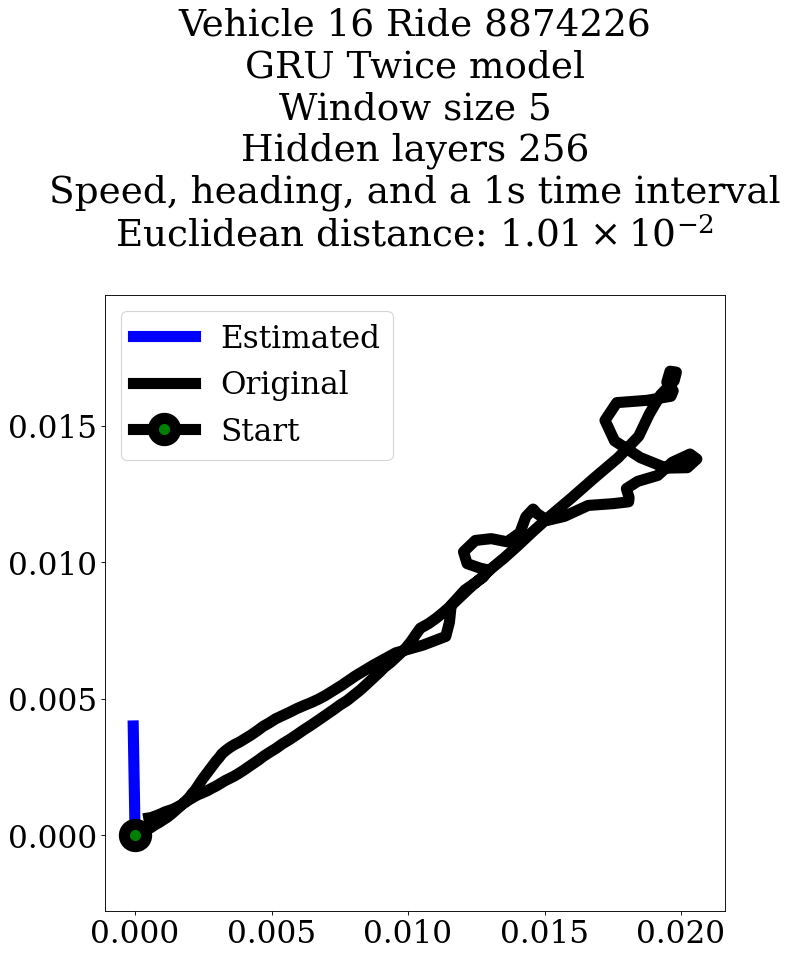 Vehicle 16 Ride 8874226
GRU Twice model
Window size 5
Hidden layers 256
Speed, heading, and a 1s time interval
Euclidean distance: 1.01 × 10⁻²
Estimated
Original
Start
0.015
0.010
0.005
0.000
0.000 0.005 0.010 0.015 0.020